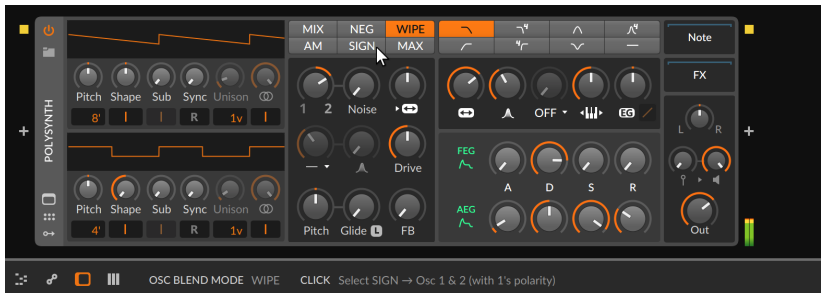 POLYSYNTH
Pitch Shape Sub Sync Unison
8' R 1v
Pitch Shape Sub Sync Unison
4' R 1v
MIX NEG WIPE
AM SIGN MAX
1 2 Noise
Drive
Pitch Glide L FB
OFF EG
FEG
A D S R
AEG
Note
FX
L R
Out
OSC BLEND MODE WIPE CLICK Select SIGN → Osc 1 & 2 (with 1's polarity)